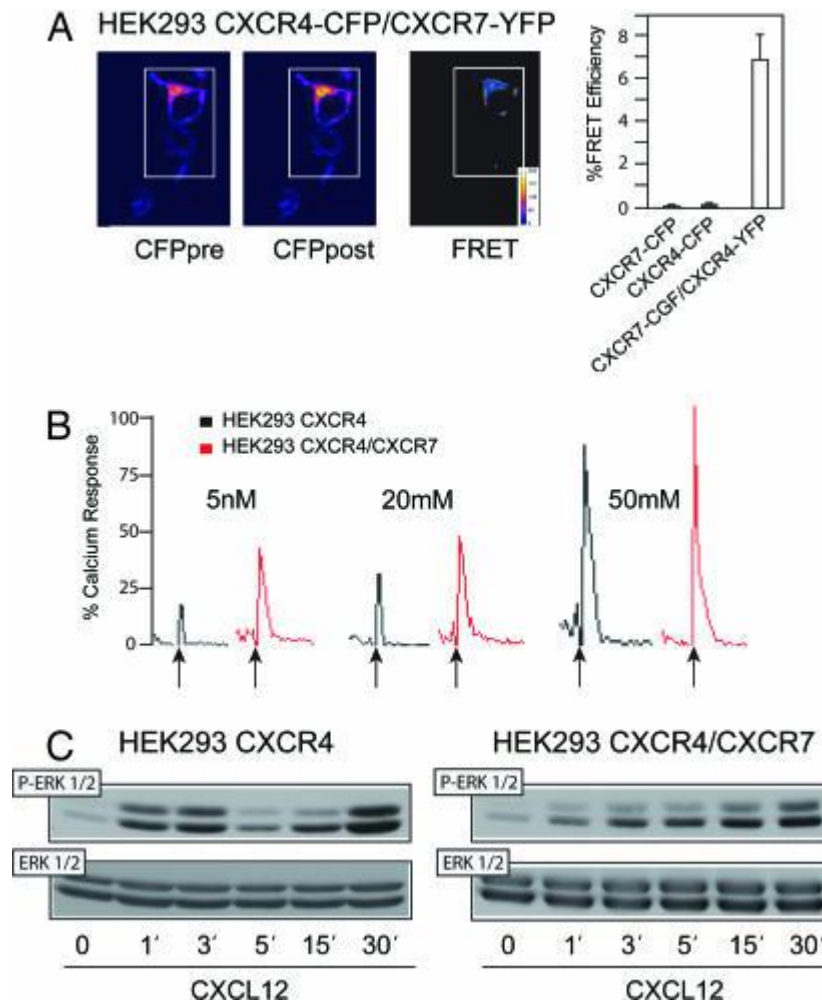 A HEK293 CXCR4-CFP/CXCR7-YFP
CFPpre CFPpost FRET
%FRET Efficiency
8
6
4
2
0
CXCR7-CFP
CXCR4-CFP
CXCR7-CGF/CXCR4-YFP
B
% Calcium Response
100
75
50
25
0
HEK293 CXCR4
HEK293 CXCR4/CXCR7
5nM 20mM 50mM
C HEK293 CXCR4 HEK293 CXCR4/CXCR7
P-ERK 1/2 P-ERK 1/2
ERK 1/2 ERK 1/2
0 1′ 3′ 5′ 15′ 30′ 0 1′ 3′ 5′ 15′ 30′
CXCL12 CXCL12